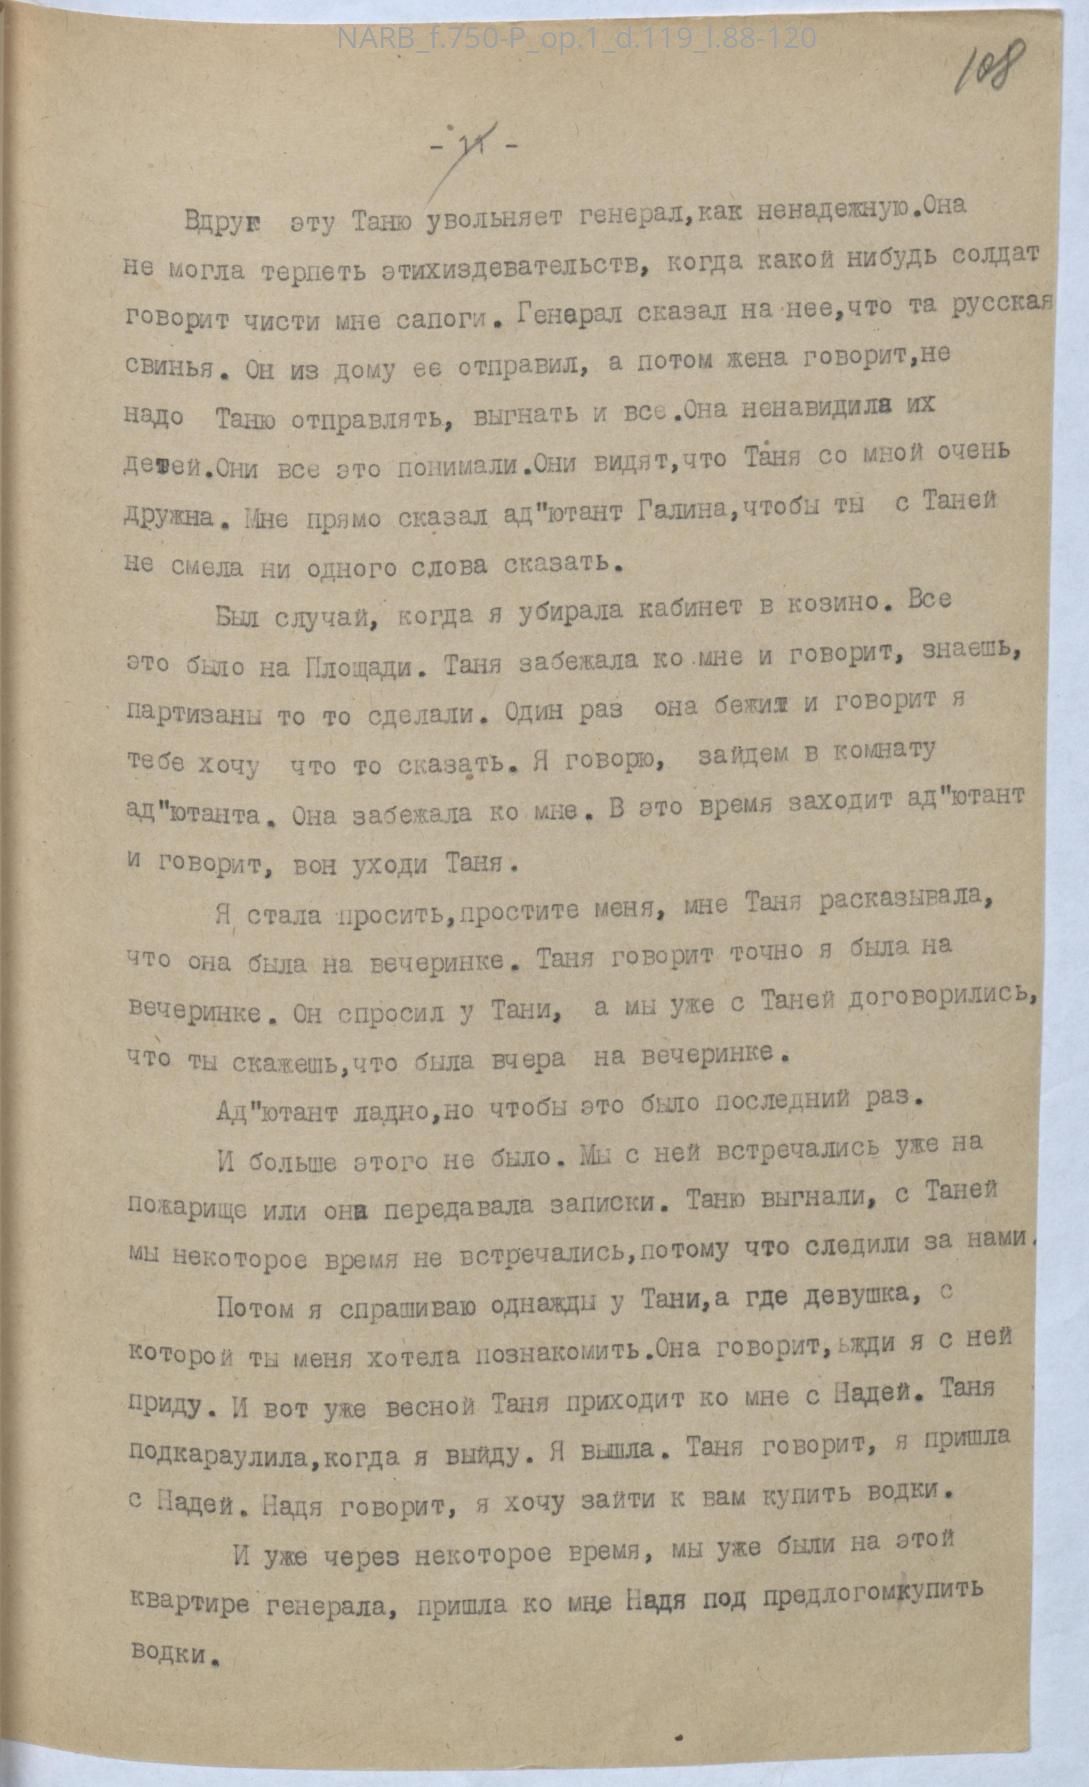 NARB_f.750-P_op.1_d.119_l.88-120
108
- 11 -
Вдруг эту Таню увольняет генерал,как ненадежную.Она
не могла терпеть этихиздевательств, когда какой нибудь солдат
говорит чисти мне сапоги. Генерал сказал на нее,что та русская
свинья. Он из дому ее отправил, а потом жена говорит,не
надо Таню отправлять, выгнать и все.Она ненавидила их
детей.Они все это понимали.Они видят,что Таня со мной очень
дружна. Мне прямо сказал ад"ютант Галина,чтобы ты с Таней
не смела ни одного слова сказать.
Был случай, когда я убирала кабинет в козино. Все
это было на Площади. Таня забежала ко мне и говорит, знаешь,
партизаны то то сделали. Один раз она бежит и говорит я
тебе хочу что то сказать. Я говорю, зайдем в комнату
ад"ютанта. Она забежала ко мне. В это время заходит ад"ютант
и говорит, вон уходи Таня.
Я стала просить,простите меня, мне Таня расказывала,
что она была на вечеринке. Таня говорит точно я была на
вечеринке. Он спросил у Тани, а мы уже с Таней договорились,
что ты скажешь,что была вчера на вечеринке.
Ад"ютант ладно,но чтобы это было последний раз.
И больше этого не было. Мы с ней встречались уже на
пожарище или она передавала записки. Таню выгнали, с Таней
мы некоторое время не встречались,потому что следили за нами.
Потом я спрашиваю однажды у Тани,а где девушка, с
которой ты меня хотела познакомить.Она говорит, жди я с ней
приду. И вот уже весной Таня приходит ко мне с Надей. Таня
подкараулила,когда я выйду. Я вышла. Таня говорит, я пришла
с Надей. Надя говорит, я хочу зайти к вам купить водки.
И уже через некоторое время, мы уже были на этой
квартире генерала, пришла ко мне Надя под предлогомкупить
водки.